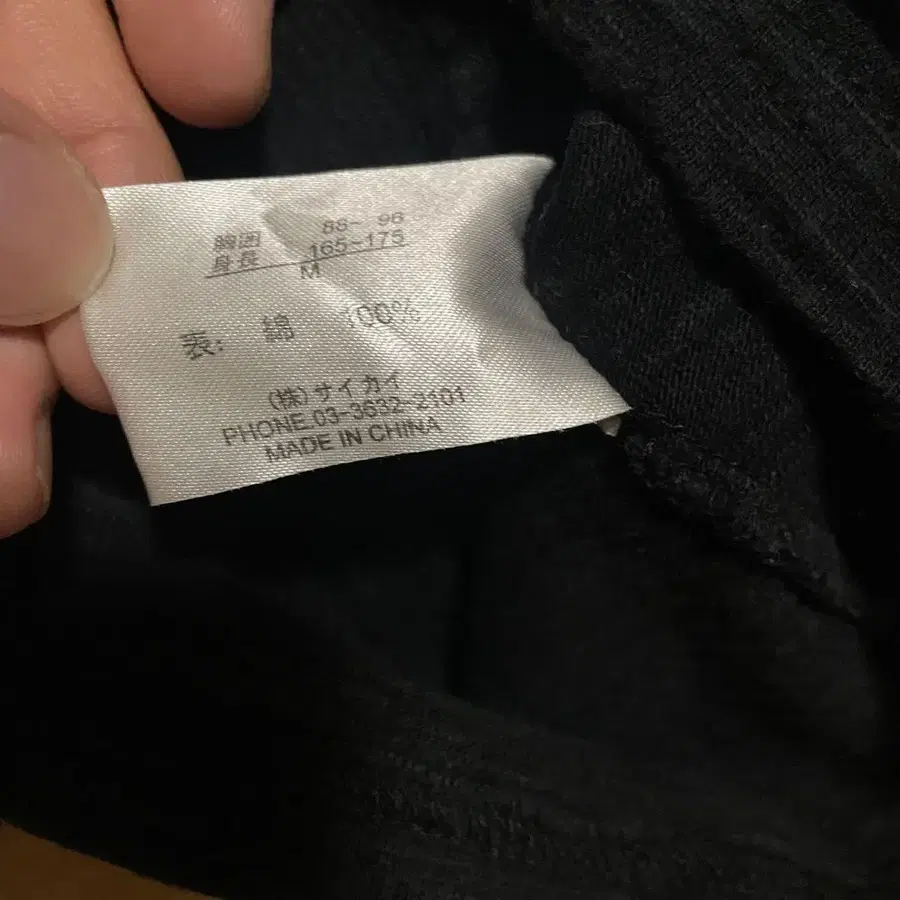 胸囲 88~96
身長 165~175
M
表: 綿 100%
(株)サイカイ
PHONE.03-3632-2101
MADE IN CHINA